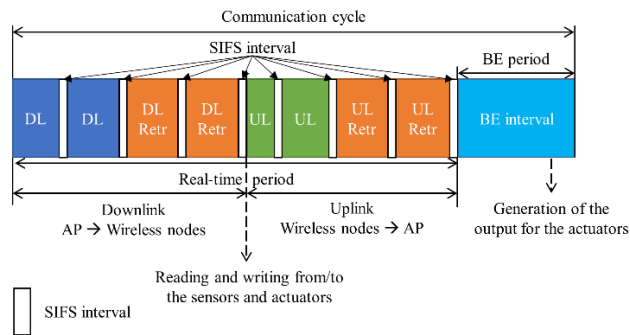 Communication cycle
SIFS interval
BE period
DL
DL
DL
Retr
DL
Retr
UL
UL
UL
Retr
UL
Retr
BE interval
Real-time period
Downlink
AP → Wireless nodes
Uplink
Wireless nodes → AP
Generation of the
output for the actuators
Reading and writing from/to
the sensors and actuators
SIFS interval